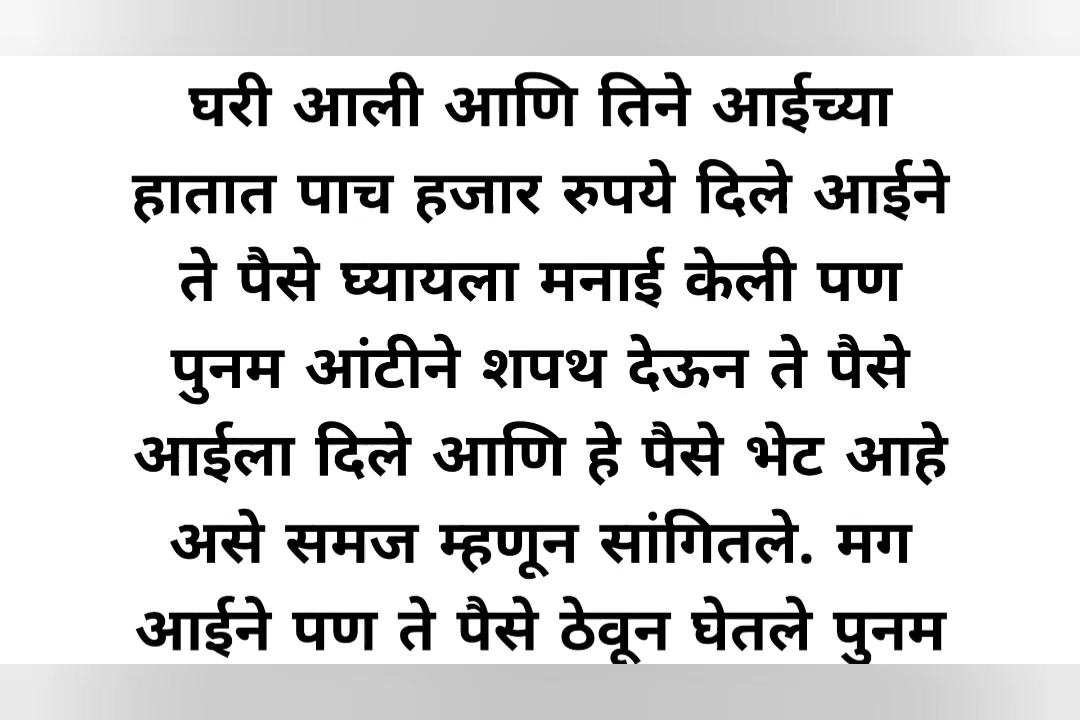 घरी आली आणि तिने आईच्या
हातात पाच हजार रुपये दिले आईने
ते पैसे घ्यायला मनाई केली पण
पुनम आंटीने शपथ देऊन ते पैसे
आईला दिले आणि हे पैसे भेट आहे
असे समज म्हणून सांगितले. मग
आईने पण ते पैसे ठेवून घेतले पुनम